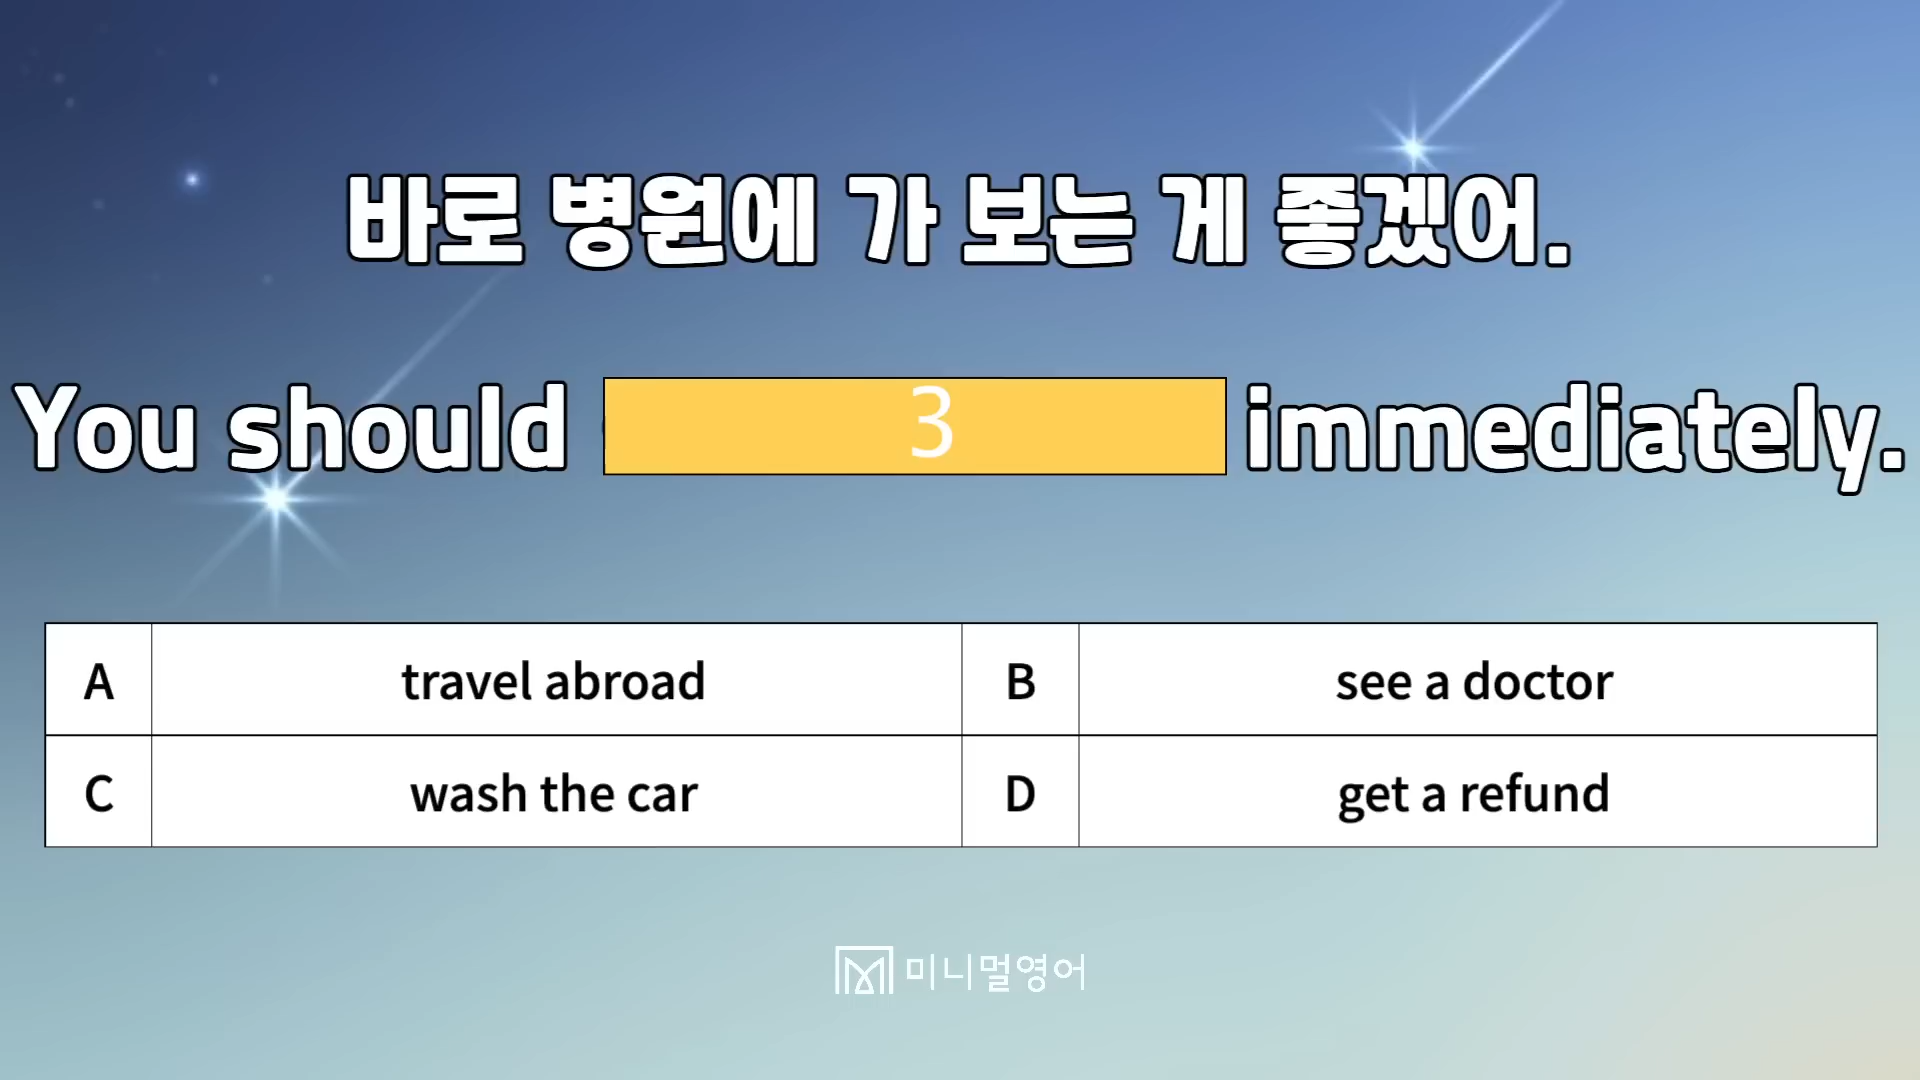 바로 병원에 가 보는 게 좋겠어.
You should 3 immediately.
A travel abroad B see a doctor
C wash the car D get a refund
미니멀영어